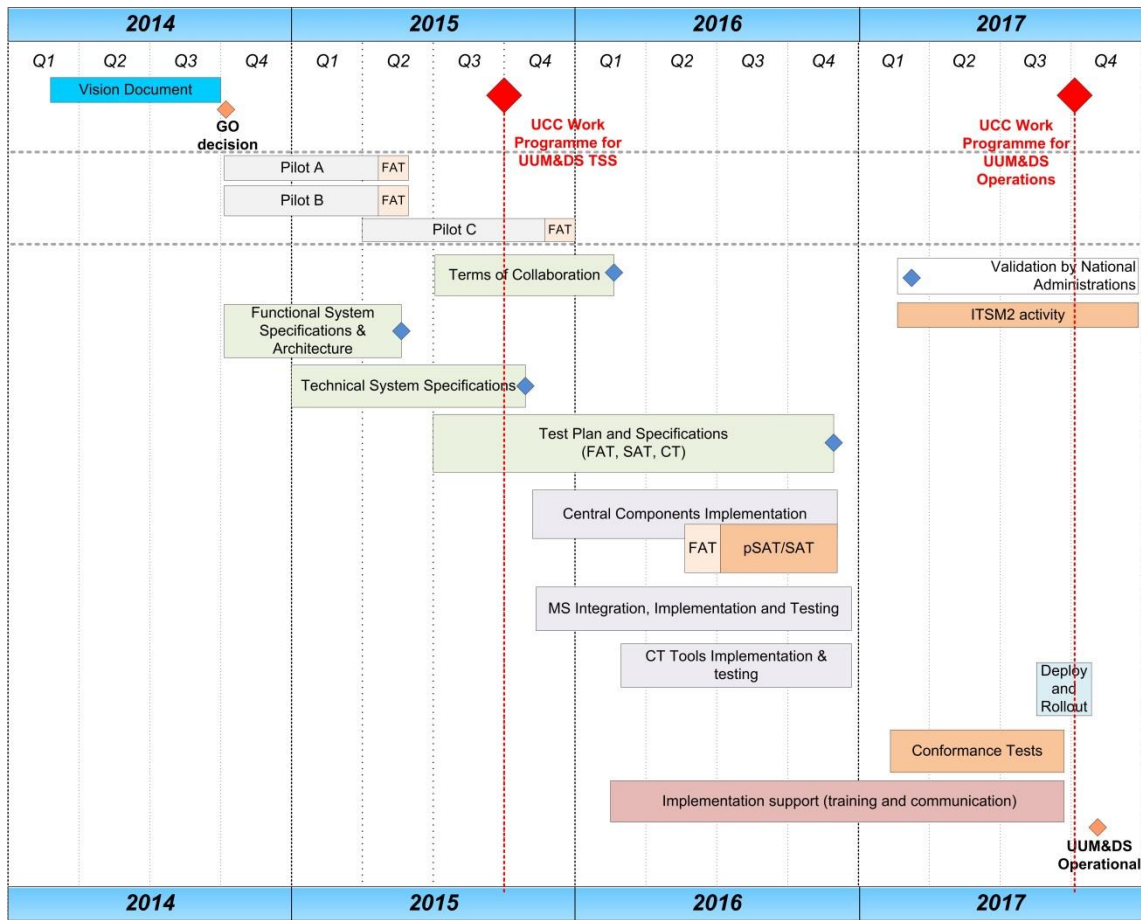 2014
2015
2016
2017
Q1
Q2
Q3
Q4
Q1
Q2
Q3
Q4
Q1
Q2
Q3
Q4
Q1
Q2
Q3
Q4
Vision Document
GO
decision
UCC Work
Programme for
UUM&DS TSS
UCC Work
Programme for
UUM&DS
Operations
Pilot A
FAT
Pilot B
FAT
Pilot C
FAT
Terms of Collaboration
Validation by National
Administrations
Functional System
Specifications &
Architecture
ITSM2 activity
Technical System Specifications
Test Plan and Specifications
(FAT, SAT, CT)
Central Components Implementation
FAT
pSAT/SAT
MS Integration, Implementation and Testing
CT Tools Implementation &
testing
Deploy
and
Rollout
Conformance Tests
Implementation support (training and communication)
UUM&DS
Operational
2014
2015
2016
2017